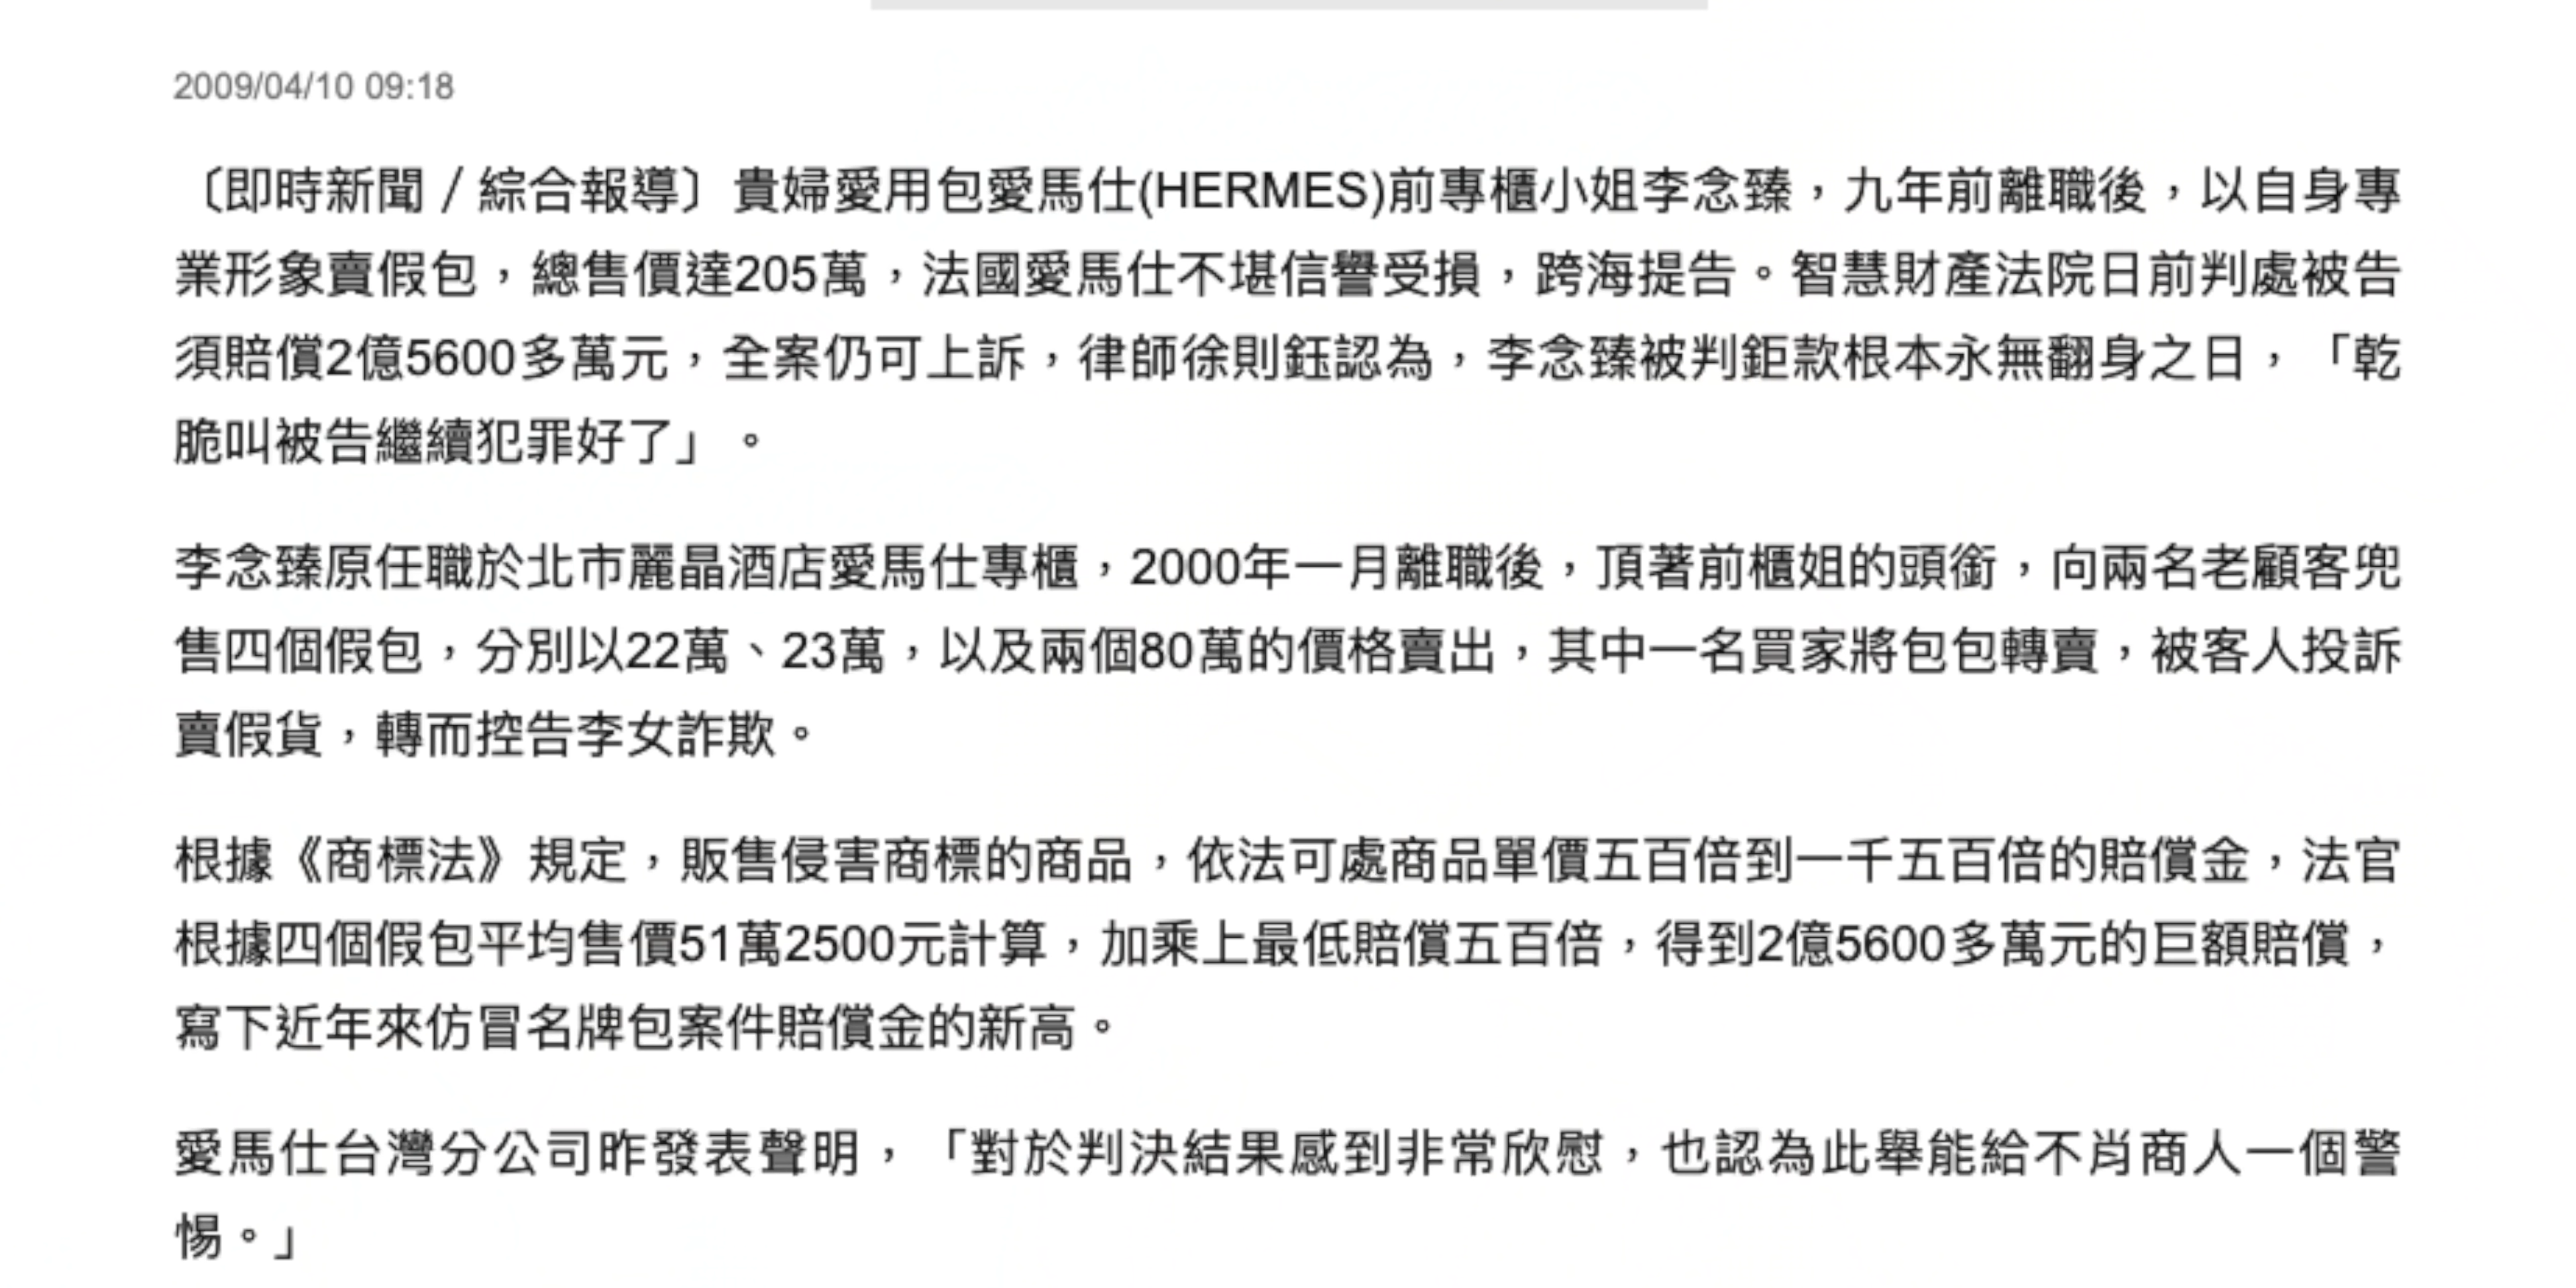 2009/04/10 09:18
〔即時新聞／綜合報導〕貴婦愛用包愛馬仕(HERMES)前專櫃小姐李念臻，九年前離職後，以自身專
業形象賣假包，總售價達205萬，法國愛馬仕不堪信譽受損，跨海提告。智慧財產法院日前判處被告
須賠償2億5600多萬元，全案仍可上訴，律師徐則鈺認為，李念臻被判鉅款根本永無翻身之日，「乾
脆叫被告繼續犯罪好了」。
李念臻原任職於北市麗晶酒店愛馬仕專櫃，2000年一月離職後，頂著前櫃姐的頭銜，向兩名老顧客兜
售四個假包，分別以22萬、23萬，以及兩個80萬的價格賣出，其中一名買家將包包轉賣，被客人投訴
賣假貨，轉而控告李女詐欺。
根據《商標法》規定，販售侵害商標的商品，依法可處商品單價五百倍到一千五百倍的賠償金，法官
根據四個假包平均售價51萬2500元計算，加乘上最低賠償五百倍，得到2億5600多萬元的巨額賠償，
寫下近年來仿冒名牌包案件賠償金的新高。
愛馬仕台灣分公司昨發表聲明，「對於判決結果感到非常欣慰，也認為此舉能給不肖商人一個警
惕。」